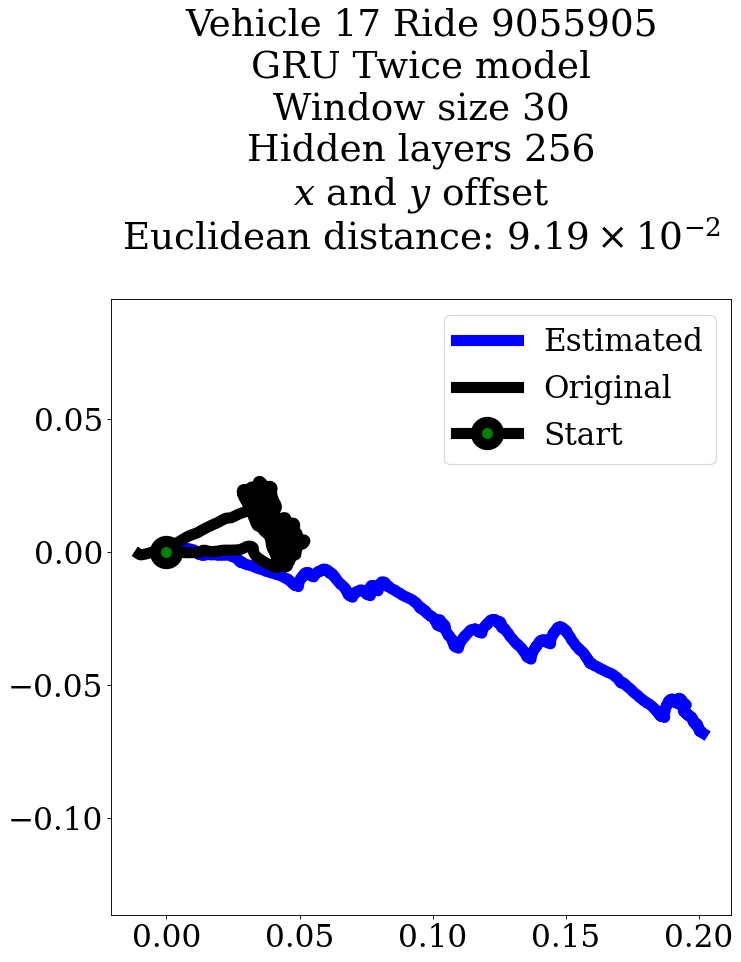 Vehicle 17 Ride 9055905
GRU Twice model
Window size 30
Hidden layers 256
x and y offset
Euclidean distance: 9.19 × 10⁻²
Estimated
Original
Start
0.05
0.00
−0.05
−0.10
0.00 0.05 0.10 0.15 0.20